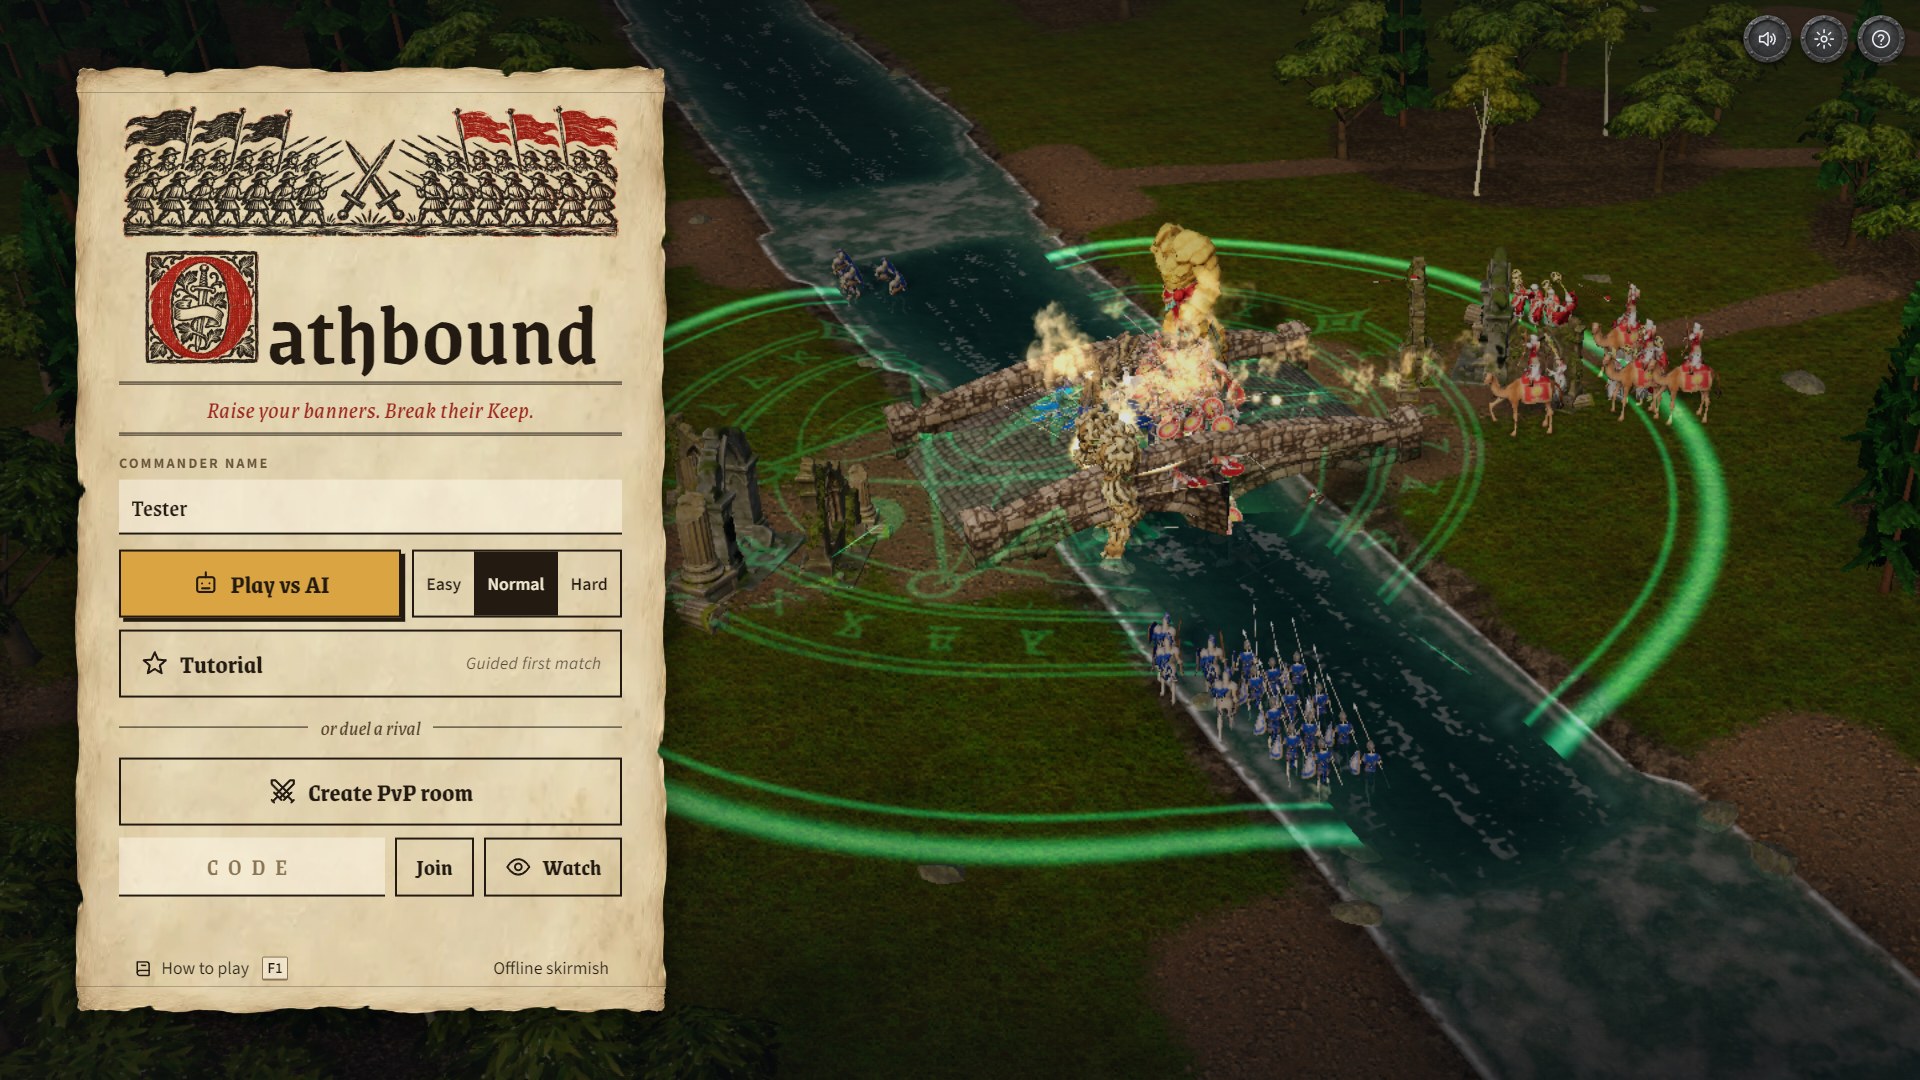 Oathbound
Raise your banners. Break their Keep.
COMMANDER NAME
Tester
Play vs AI
Easy
Normal
Hard
Tutorial
Guided first match
or duel a rival
Create PvP room
CODE
Join
Watch
How to play
F1
Offline skirmish